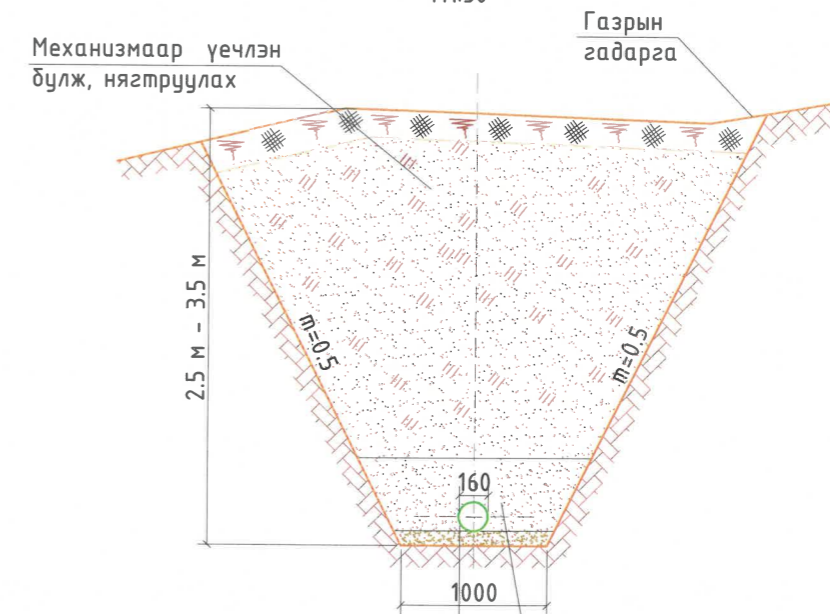 Механизмаар үечлэн
булж, нягтруулах
Газрын
гадарга
2.5 м - 3.5 м
m=0.5
m=0.5
160
1000